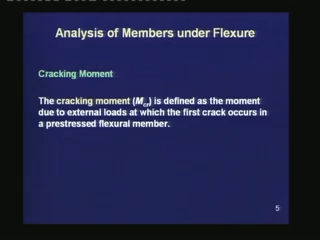 Analysis of Members under Flexure
Cracking Moment
The cracking moment (Mcr) is defined as the moment
due to external loads at which the first crack occurs in
a prestressed flexural member.
5